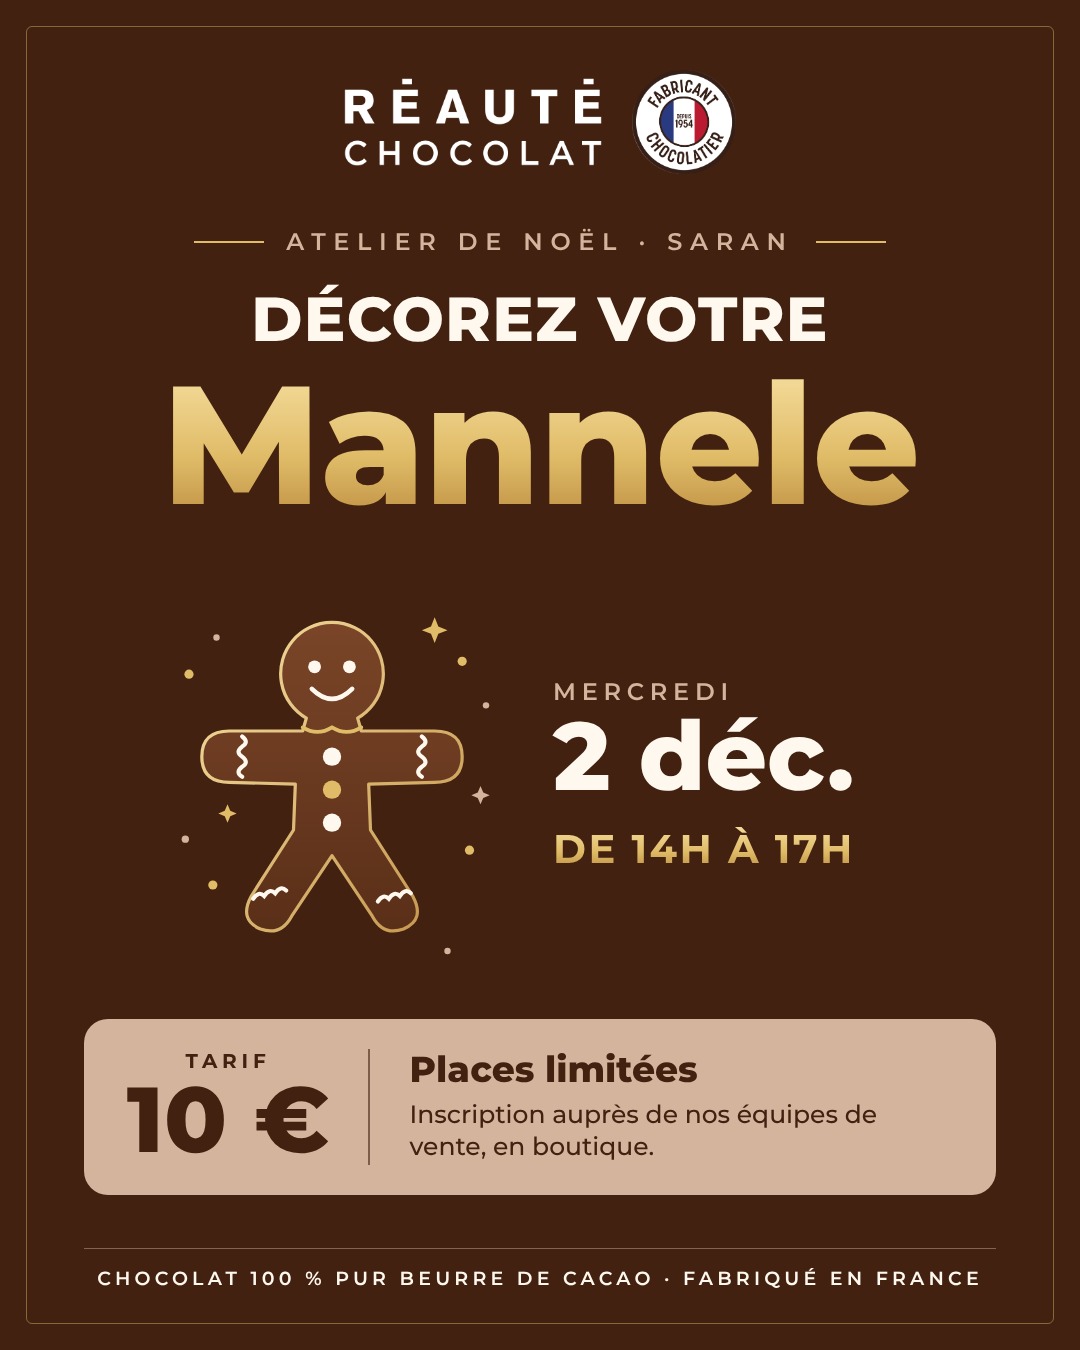 RĖAUTĖ
CHOCOLAT
FABRICANT
DEPUIS
1954
CHOCOLATIER
ATELIER DE NOËL · SARAN
DÉCOREZ VOTRE
Mannele
MERCREDI
2 déc.
DE 14H À 17H
TARIF
10 €
Places limitées
Inscription auprès de nos équipes de
vente, en boutique.
CHOCOLAT 100 % PUR BEURRE DE CACAO · FABRIQUÉ EN FRANCE